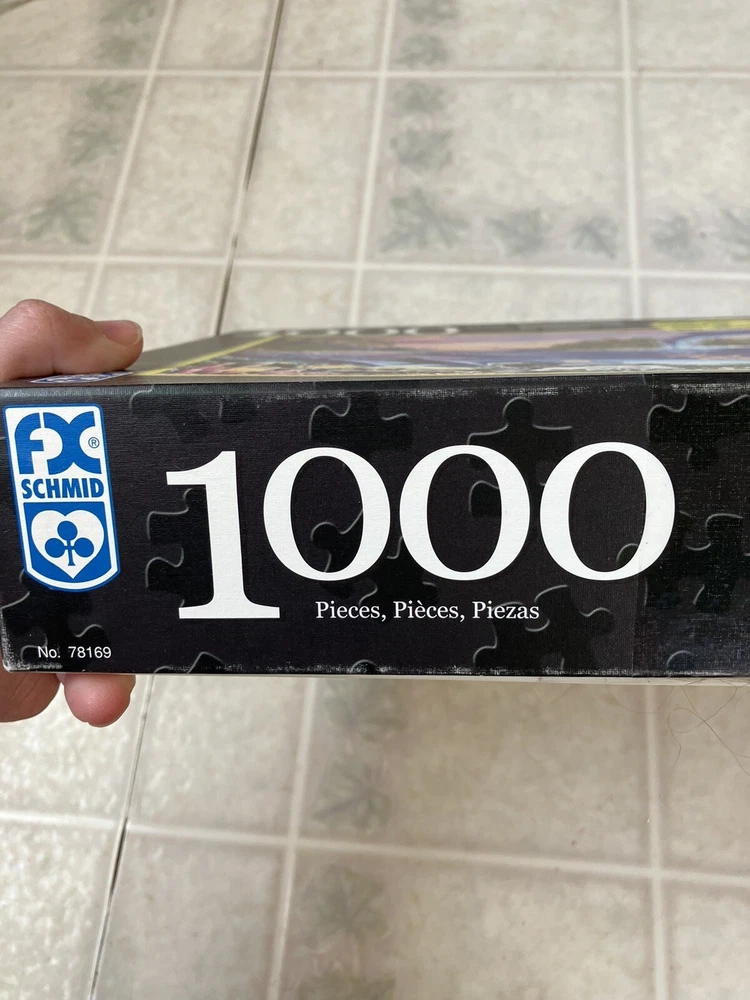 FX®
SCHMID
1000
Pieces, Pièces, Piezas
No. 78169